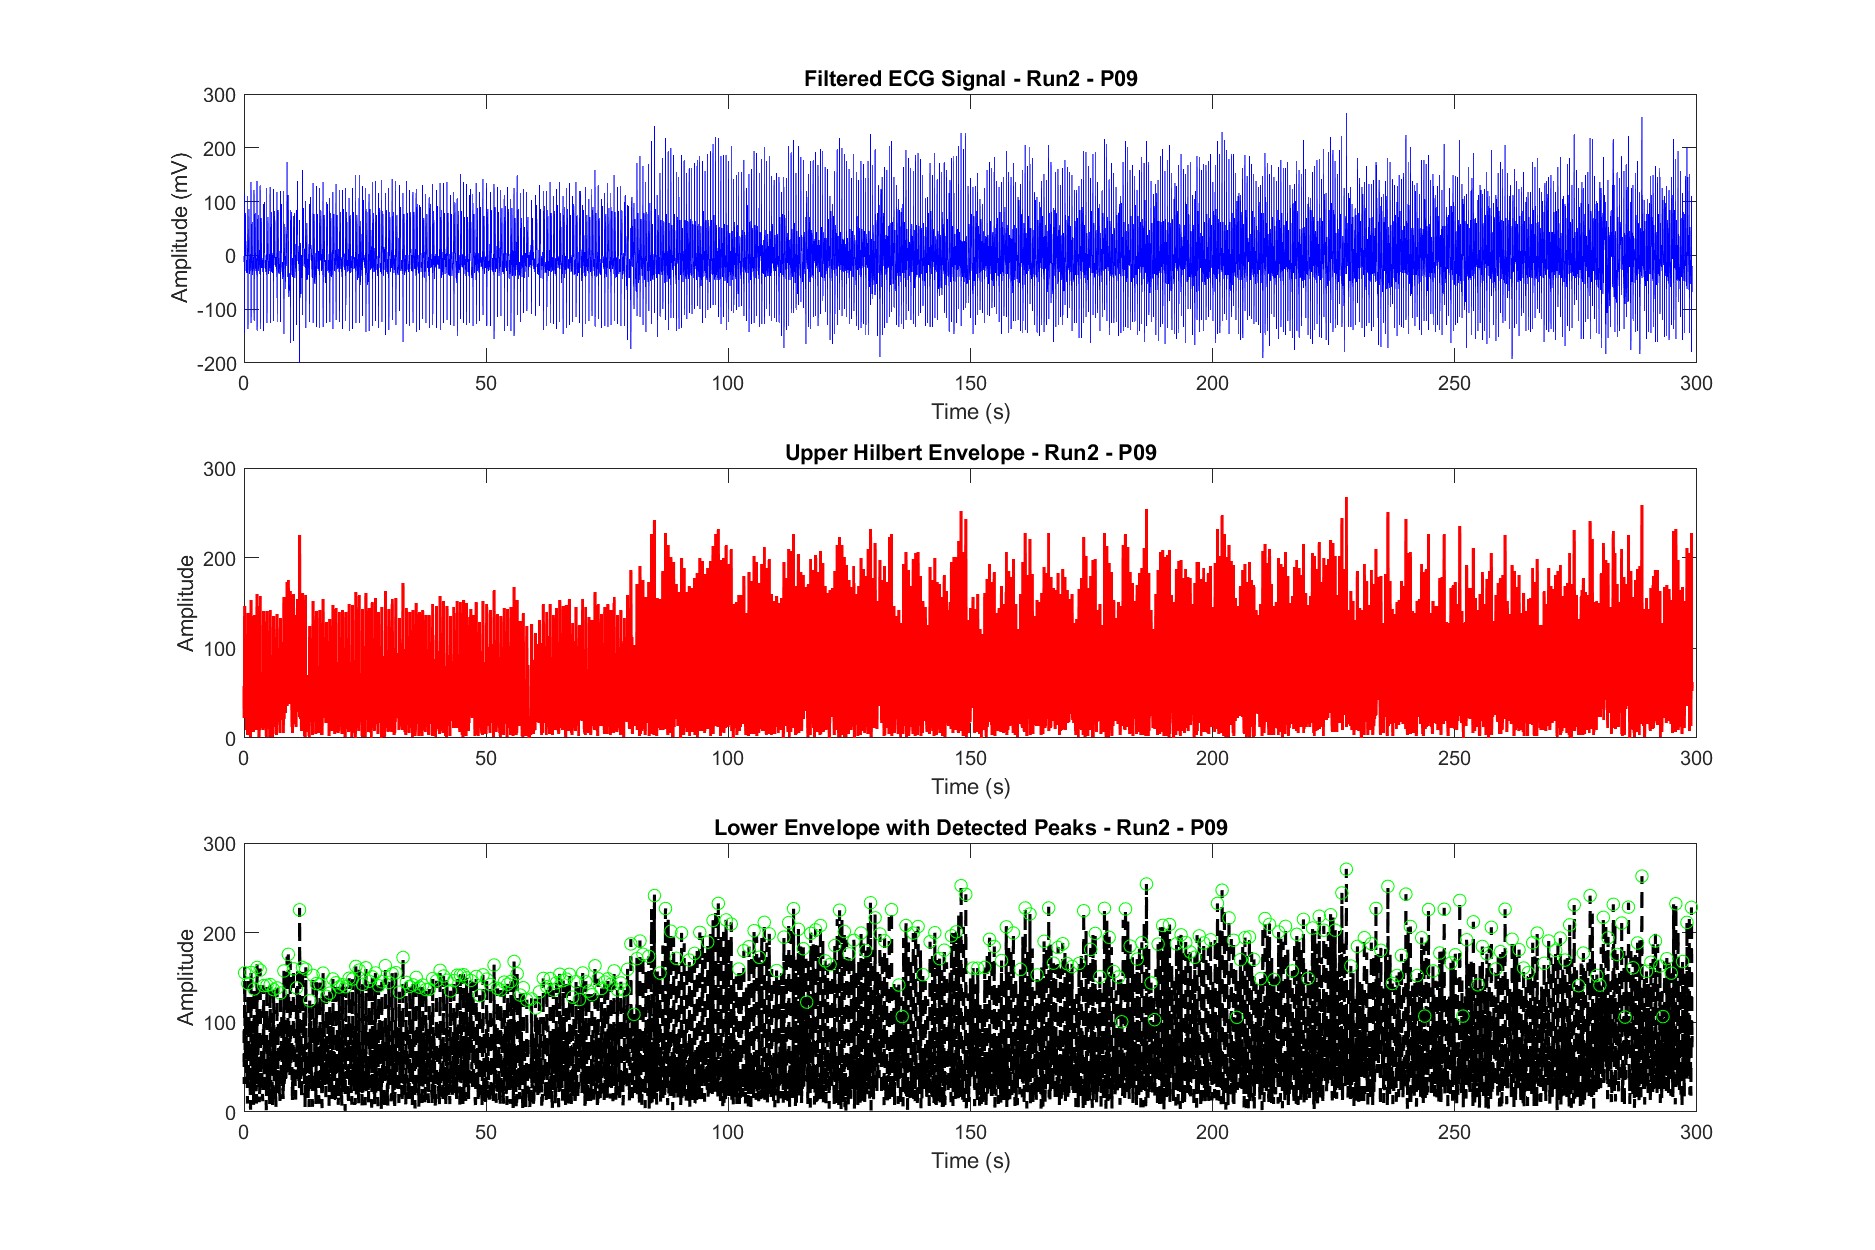 Filtered ECG Signal - Run2 - P09
300
200
100
0
-100
-200
Amplitude (mV)
0 50 100 150 200 250 300
Time (s)
Upper Hilbert Envelope - Run2 - P09
300
200
100
0
Amplitude
0 50 100 150 200 250 300
Time (s)
Lower Envelope with Detected Peaks - Run2 - P09
300
200
100
0
Amplitude
0 50 100 150 200 250 300
Time (s)